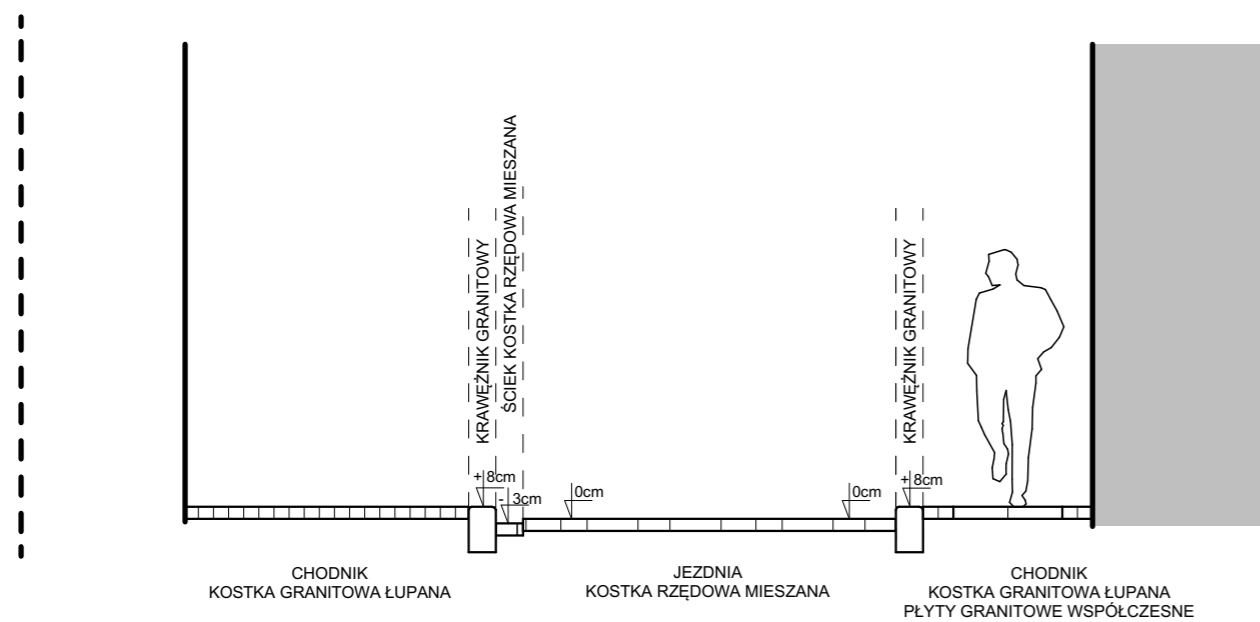 KRAWĘŻNIK GRANITOWY
ŚCIEK KOSTKA RZĘDOWA MIESZANA
KRAWĘŻNIK GRANITOWY
+ 8cm
- 3cm
0cm
0cm
+ 8cm
CHODNIK
KOSTKA GRANITOWA ŁUPANA
JEZDNIA
KOSTKA RZĘDOWA MIESZANA
CHODNIK
KOSTKA GRANITOWA ŁUPANA
PŁYTY GRANITOWE WSPÓŁCZESNE